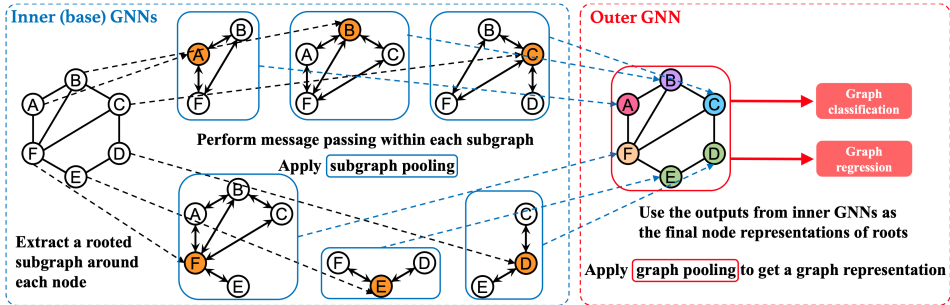 Inner (base) GNNs
Outer GNN
A
B
F
B
A
C
F
B
C
F
D
B
A
C
F
D
E
Perform message passing within each subgraph
Apply subgraph pooling
B
A
C
F
D
E
Graph
classification
Graph
regression
B
A
C
F
E
F
D
E
C
D
E
Extract a rooted
subgraph around
each node
Use the outputs from inner GNNs as
the final node representations of roots
Apply graph pooling to get a graph representation